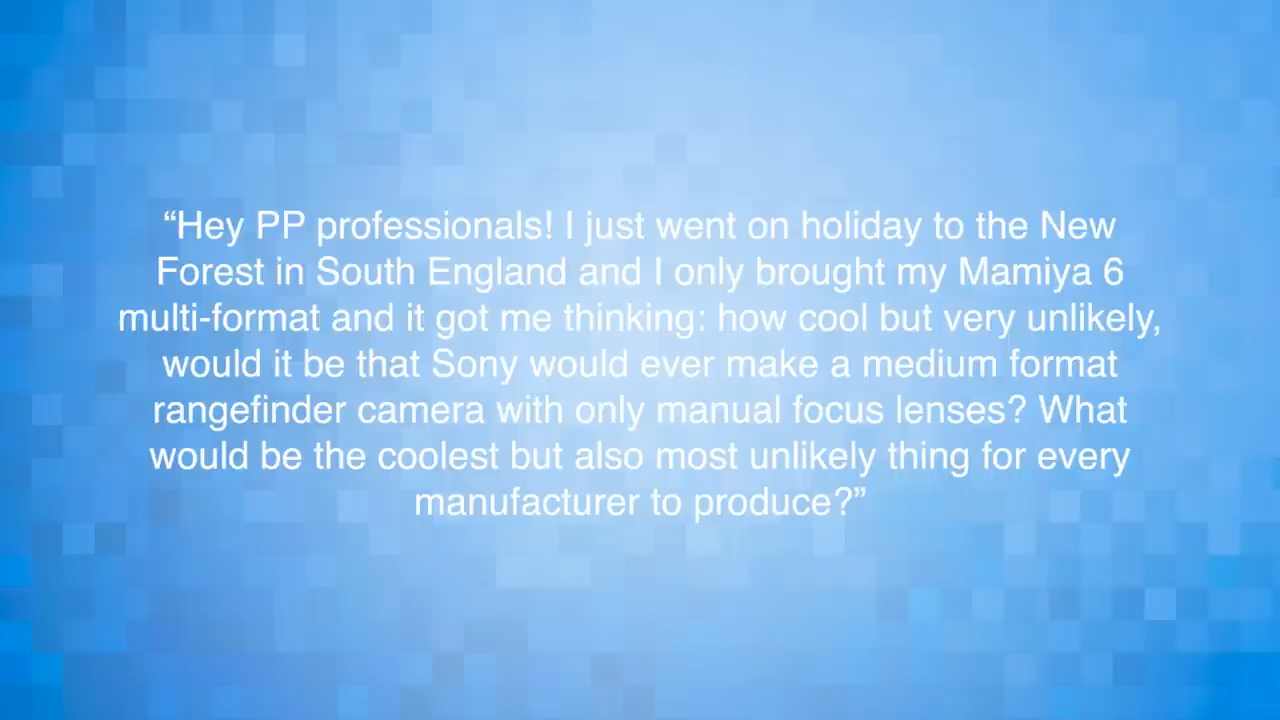 “Hey PP professionals! I just went on holiday to the New
Forest in South England and I only brought my Mamiya 6
multi-format and it got me thinking: how cool but very unlikely,
would it be that Sony would ever make a medium format
rangefinder camera with only manual focus lenses? What
would be the coolest but also most unlikely thing for every
manufacturer to produce?”